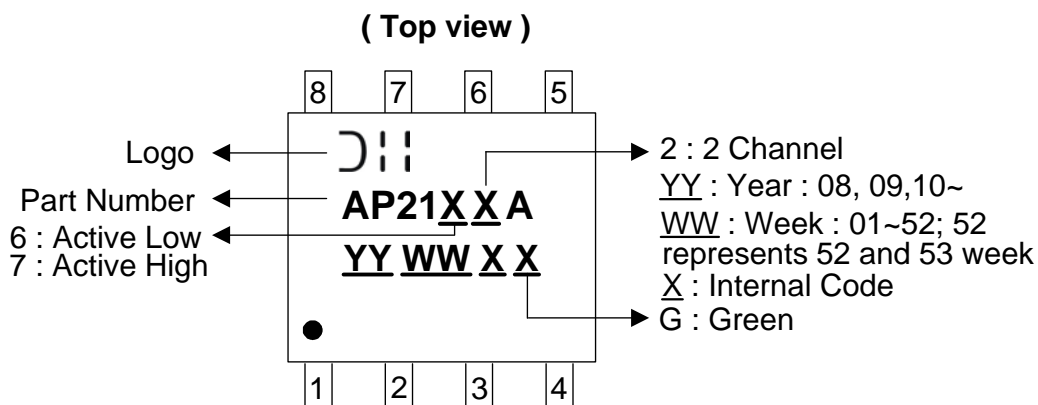 ( Top view )
8 7 6 5
Logo
Part Number
6 : Active Low
7 : Active High
AP21X X A
YY WW X X
2 : 2 Channel
YY : Year : 08, 09,10~
WW : Week : 01~52; 52
represents 52 and 53 week
X : Internal Code
G : Green
1 2 3 4